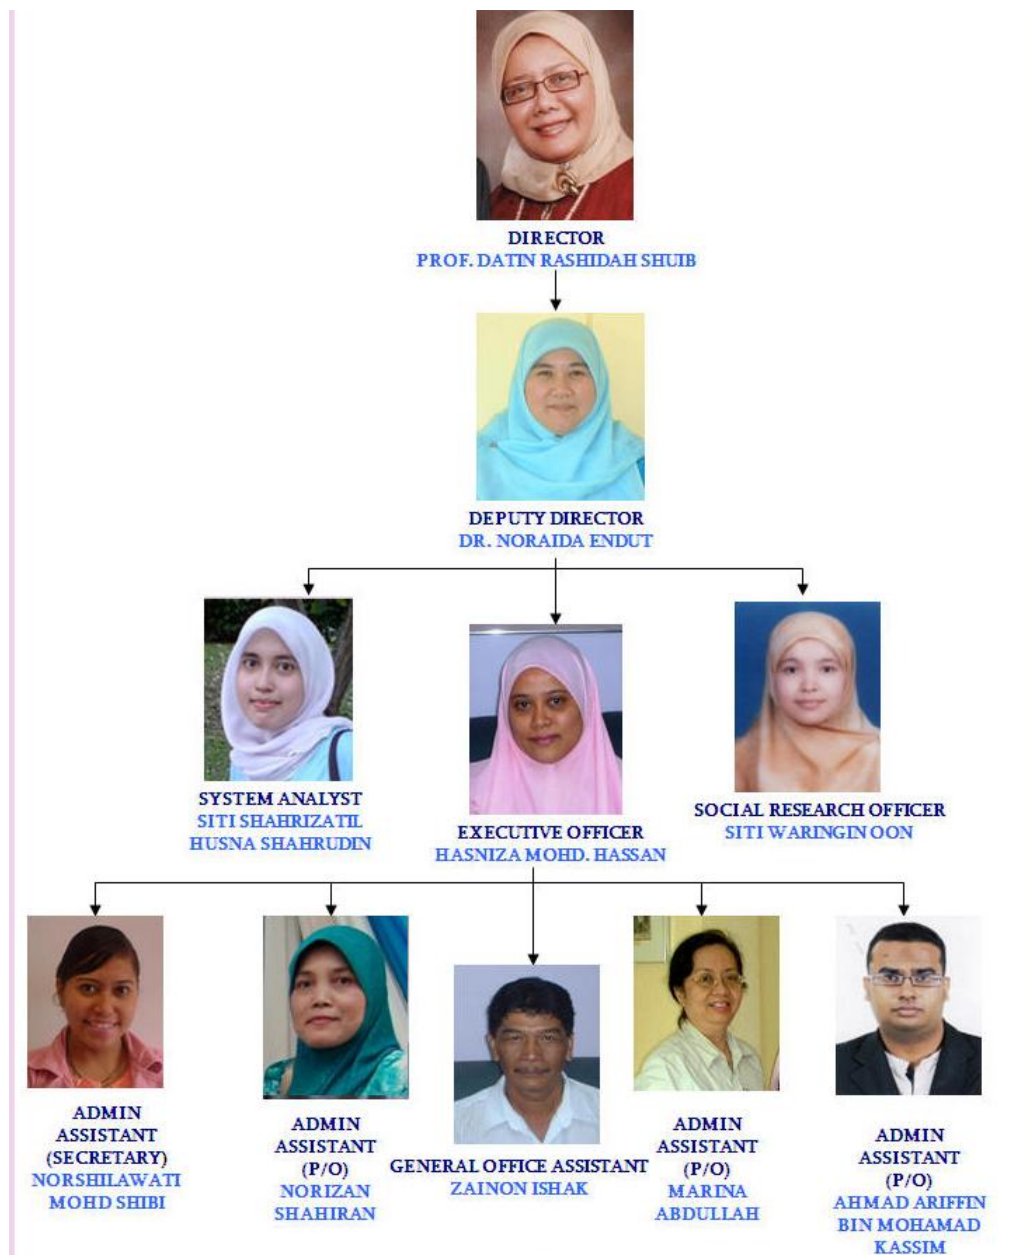 DIRECTOR
PROF. DATIN RASHIDAH SHUIB
DEPUTY DIRECTOR
DR. NORAIDA ENDUT
SYSTEM ANALYST
SITI SHAHRIZATIL
HUSNA SHAHRUDIN
EXECUTIVE OFFICER
HASNIZA MOHD. HASSAN
SOCIAL RESEARCH OFFICER
SITI WARINGIN OON
ADMIN
ASSISTANT
(SECRETARY)
NORSHILAWATI
MOHD SHIBI
ADMIN
ASSISTANT
(P/O)
NORIZAN
SHAHIRAN
GENERAL OFFICE ASSISTANT
ZAINON ISHAK
ADMIN
ASSISTANT
(P/O)
MARINA
ABDULLAH
ADMIN
ASSISTANT
(P/O)
AHMAD ARIFFIN
BIN MOHAMAD
KASSIM